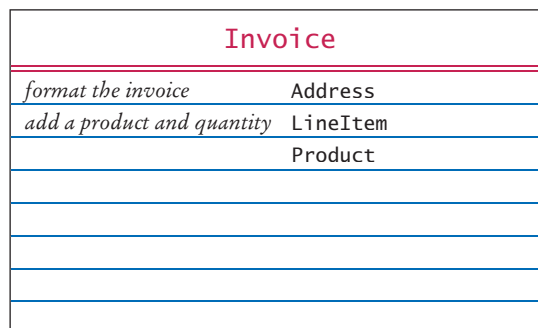 Invoice
format the invoice Address
add a product and quantity LineItem
Product